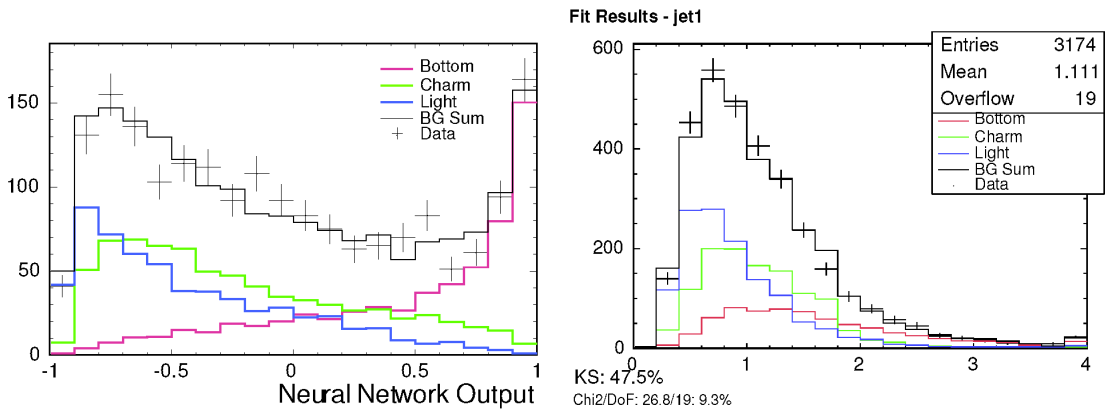 Fit Results - jet1
Bottom
Charm
Light
BG Sum
Data
150
100
50
0
-1
-0.5
0
0.5
1
Neural Network Output
Entries 3174
Mean 1.111
Overflow 19
Bottom
Charm
Light
BG Sum
Data
600
400
200
0
0
1
2
3
4
KS: 47.5%
Chi2/DoF: 26.8/19: 9.3%